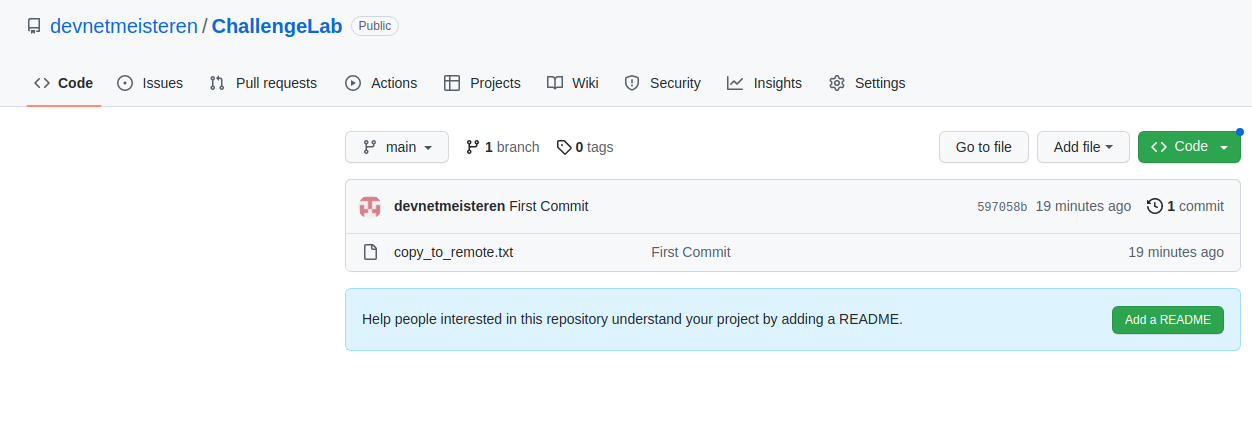 devnetmeisteren / ChallengeLab Public
Code Issues Pull requests Actions Projects Wiki Security Insights Settings
main 1 branch 0 tags Go to file Add file Code
devnetmeisteren First Commit 597058b 19 minutes ago 1 commit
copy_to_remote.txt First Commit 19 minutes ago
Help people interested in this repository understand your project by adding a README. Add a README